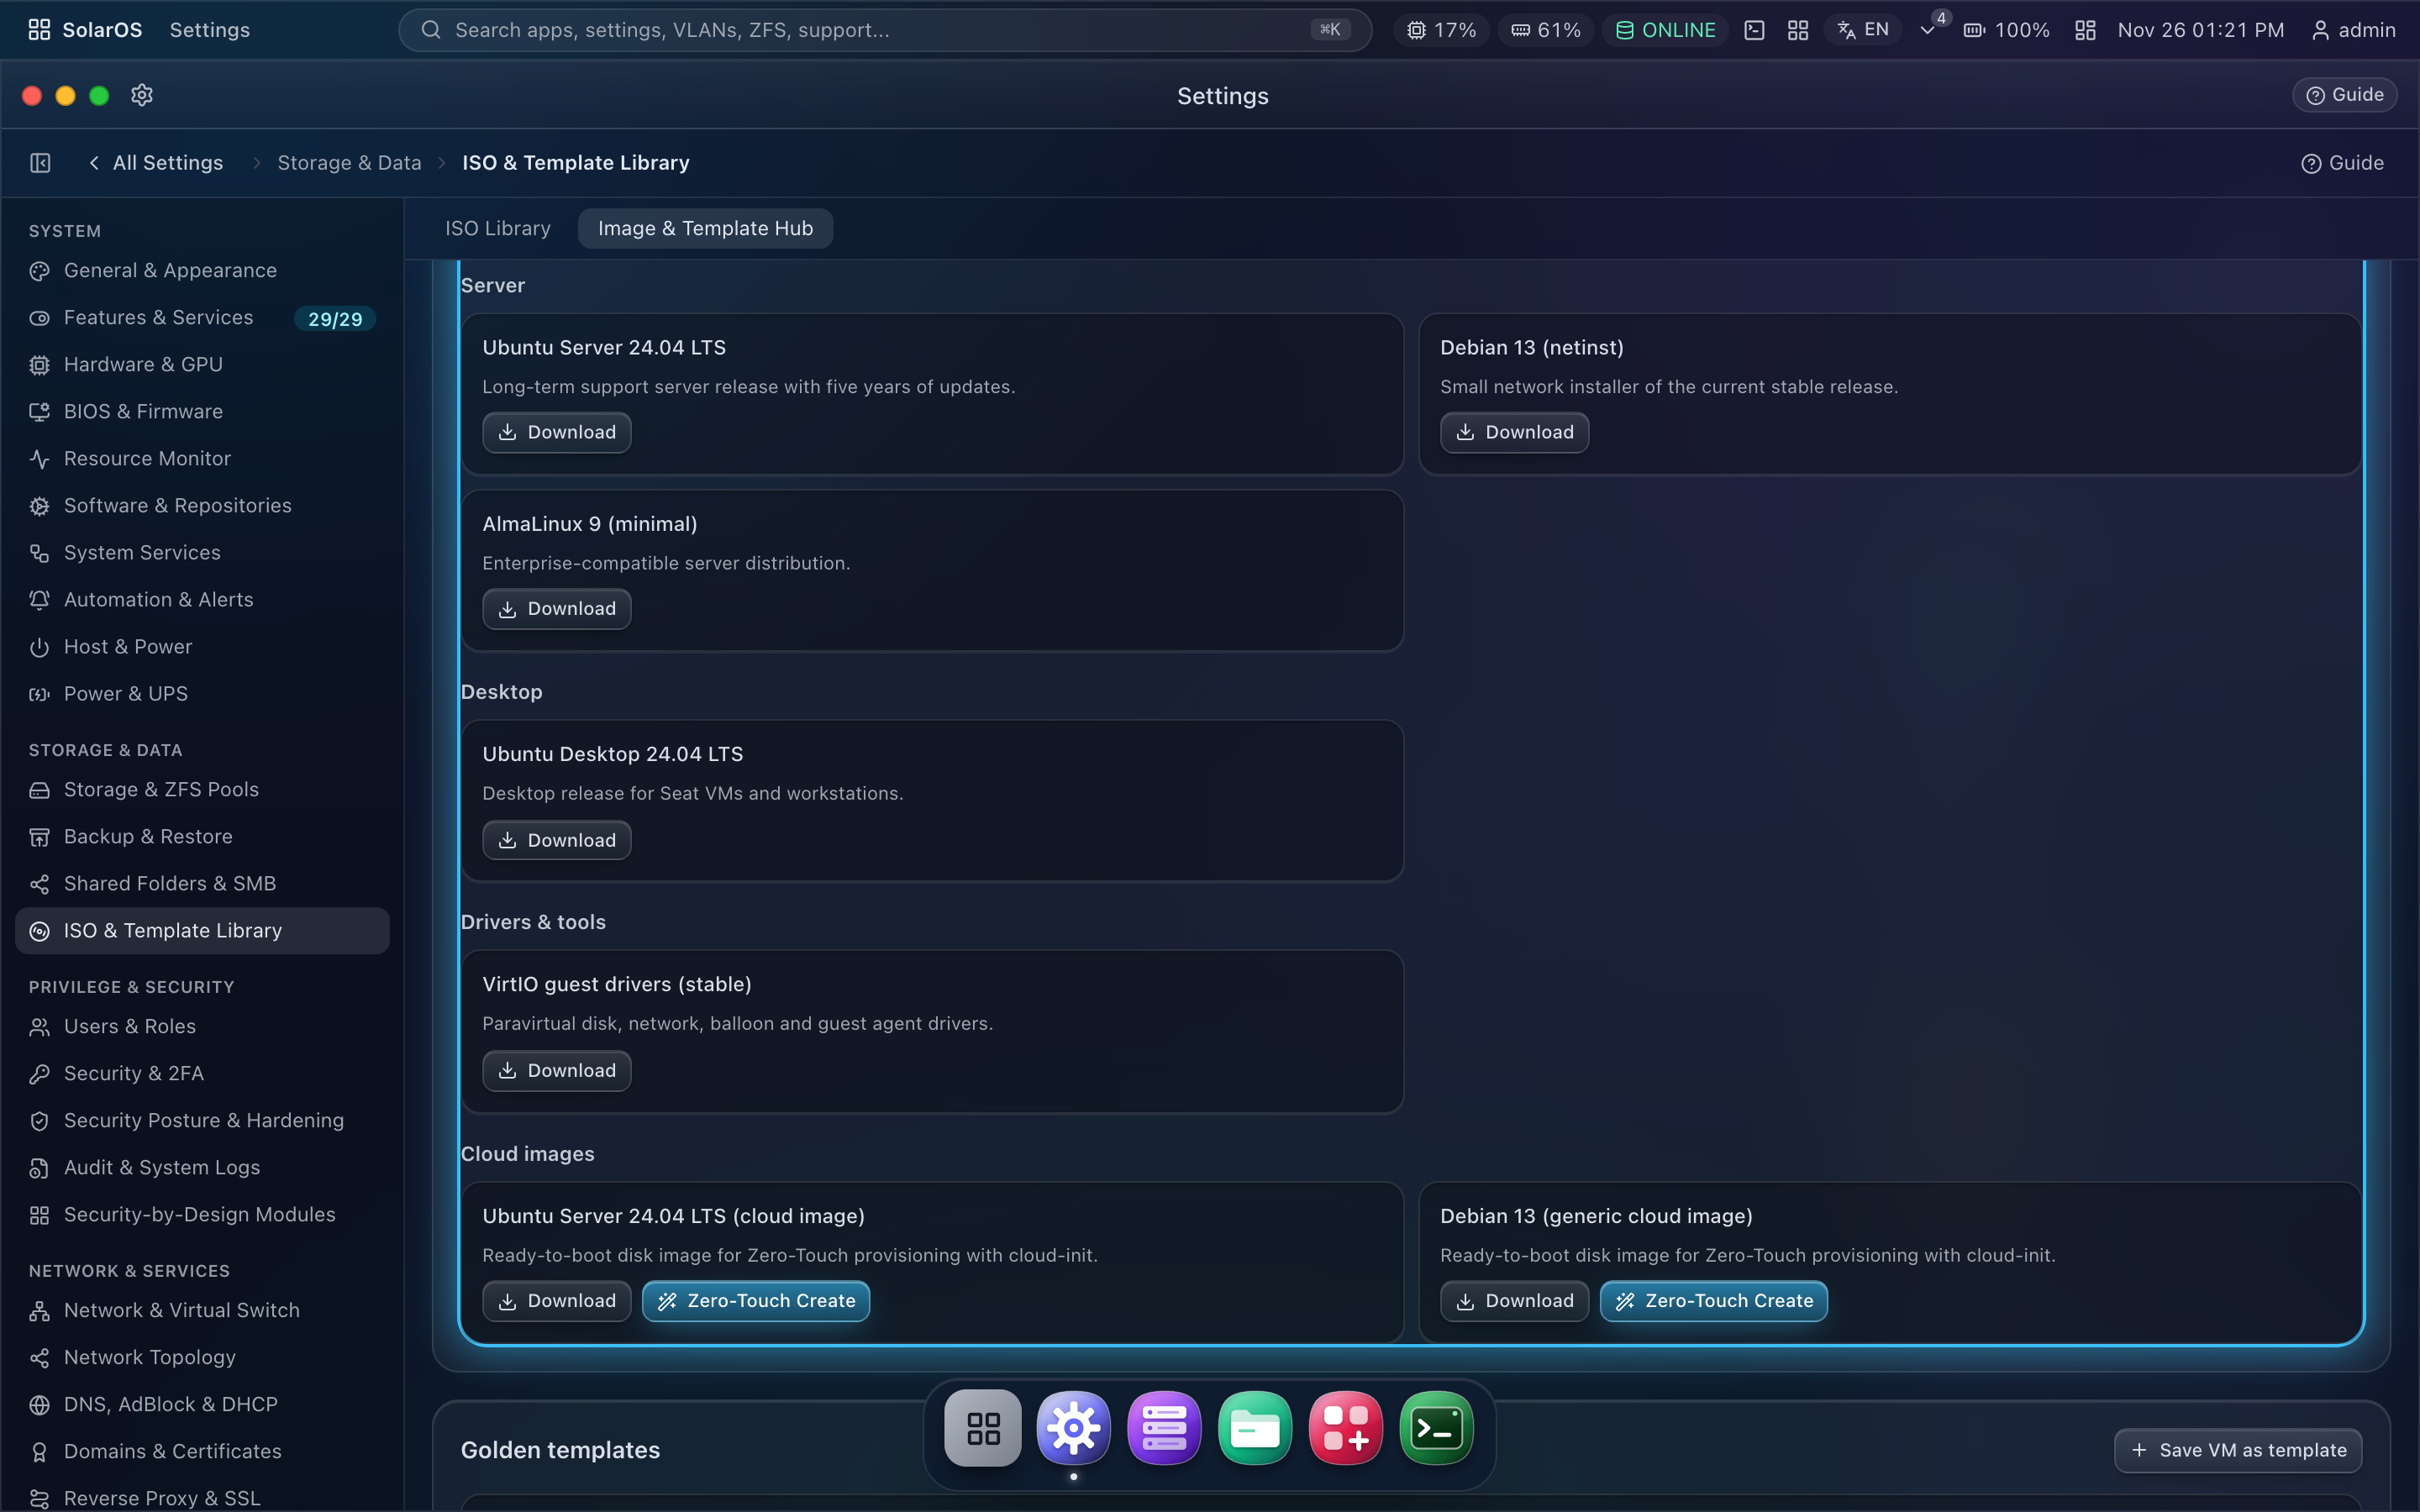 SolarOS Settings Search apps, settings, VLANs, ZFS, support... ⌘K 17% 61% ONLINE EN 4 100% Nov 26 01:21 PM admin
Settings Guide
All Settings Storage & Data ISO & Template Library Guide
SYSTEM
General & Appearance
Features & Services 29/29
Hardware & GPU
BIOS & Firmware
Resource Monitor
Software & Repositories
System Services
Automation & Alerts
Host & Power
Power & UPS
STORAGE & DATA
Storage & ZFS Pools
Backup & Restore
Shared Folders & SMB
ISO & Template Library
PRIVILEGE & SECURITY
Users & Roles
Security & 2FA
Security Posture & Hardening
Audit & System Logs
Security-by-Design Modules
NETWORK & SERVICES
Network & Virtual Switch
Network Topology
DNS, AdBlock & DHCP
Domains & Certificates
Reverse Proxy & SSL
ISO Library Image & Template Hub
Server
Ubuntu Server 24.04 LTS
Long-term support server release with five years of updates.
Download
Debian 13 (netinst)
Small network installer of the current stable release.
Download
AlmaLinux 9 (minimal)
Enterprise-compatible server distribution.
Download
Desktop
Ubuntu Desktop 24.04 LTS
Desktop release for Seat VMs and workstations.
Download
Drivers & tools
VirtIO guest drivers (stable)
Paravirtual disk, network, balloon and guest agent drivers.
Download
Cloud images
Ubuntu Server 24.04 LTS (cloud image)
Ready-to-boot disk image for Zero-Touch provisioning with cloud-init.
Download Zero-Touch Create
Debian 13 (generic cloud image)
Ready-to-boot disk image for Zero-Touch provisioning with cloud-init.
Download Zero-Touch Create
Golden templates Save VM as template